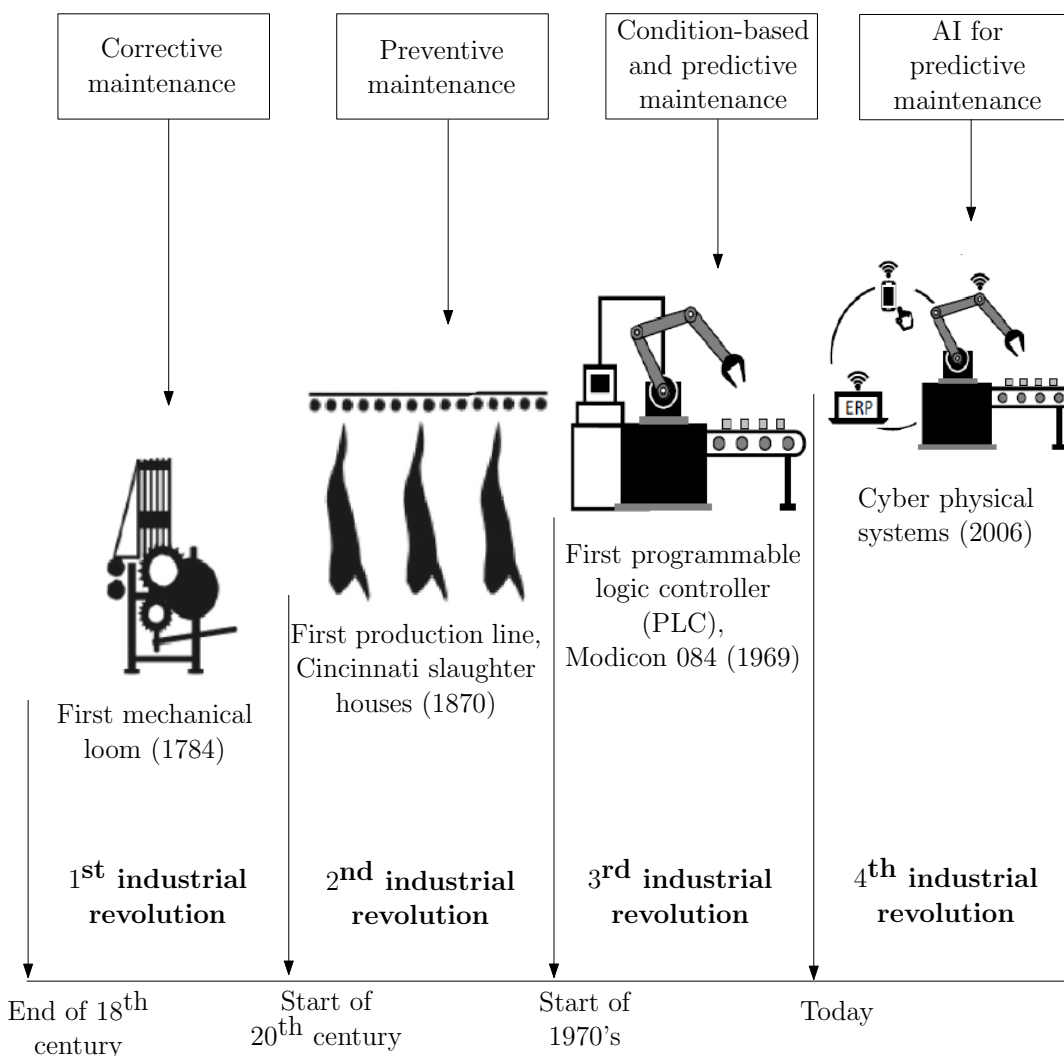 Corrective
maintenance
Preventive
maintenance
Condition-based
and predictive
maintenance
AI for
predictive
maintenance
ERP
First mechanical
loom (1784)
First production line,
Cincinnati slaughter
houses (1870)
First programmable
logic controller
(PLC),
Modicon 084 (1969)
Cyber physical
systems (2006)
1st industrial
revolution
2nd industrial
revolution
3rd industrial
revolution
4th industrial
revolution
End of 18th
century
Start of
20th century
Start of
1970's
Today